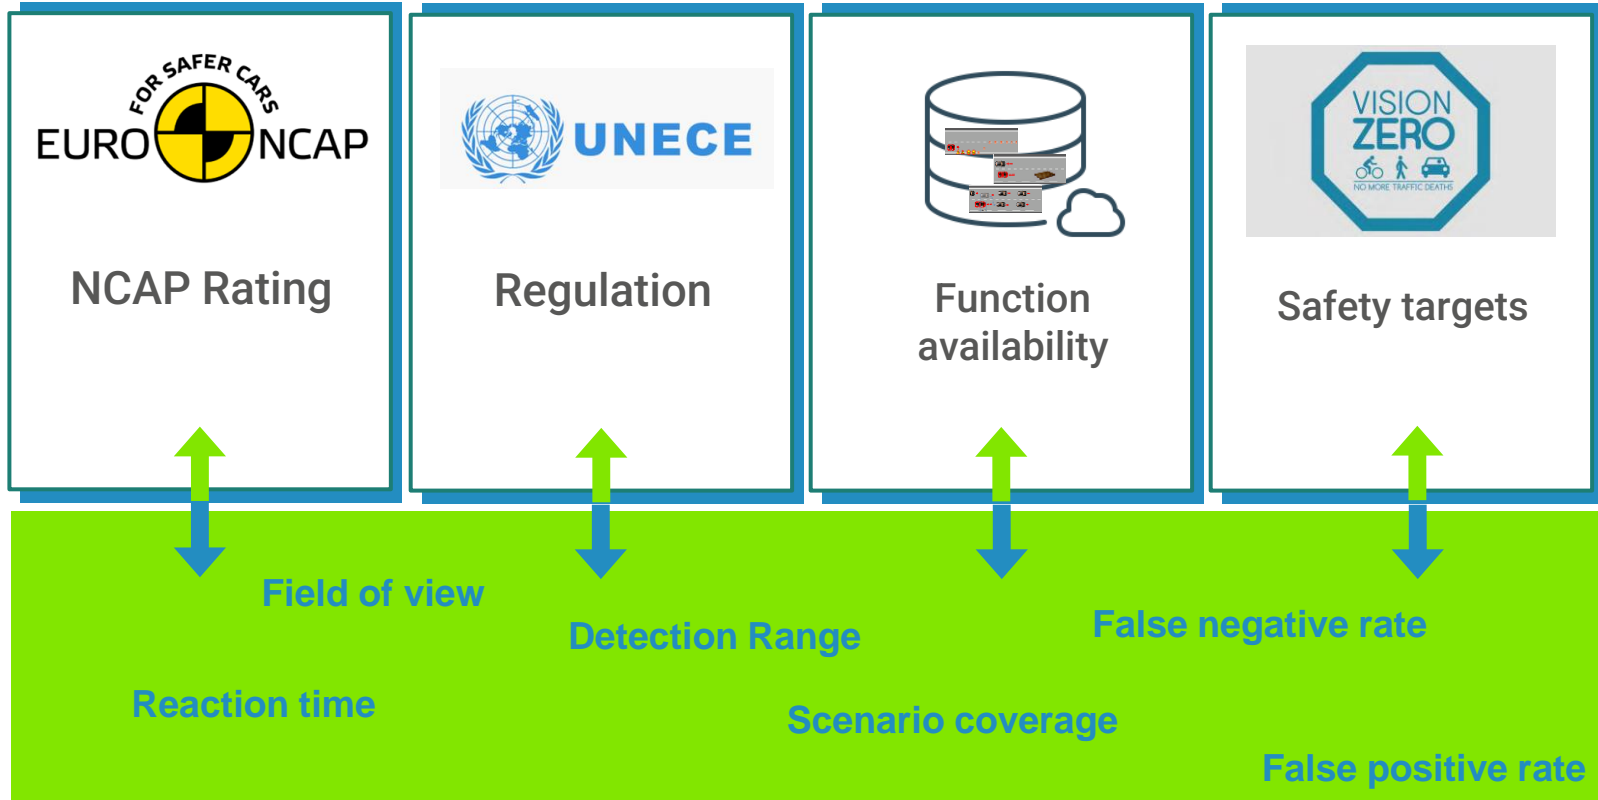 FOR SAFER CARS
EURO NCAP
NCAP Rating
UNECE
Regulation
Function
availability
VISION
ZERO
NO MORE TRAFFIC DEATHS
Safety targets
Field of view
Detection Range
False negative rate
Reaction time
Scenario coverage
False positive rate